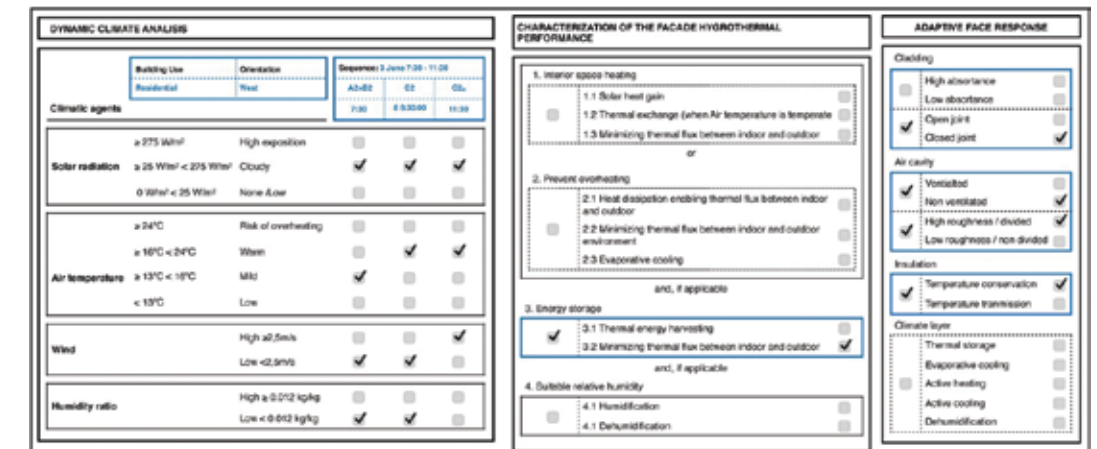 DYNAMIC CLIMATE ANALISIS
Building Use Orientation Sequence: 3 June 7:30 - 11:30
Residential West A2+B2 C2
Climatic agents 7:30 11:30
≥ 275 W/m² High exposition
Solar radiation ≥ 25 W/m² < 275 W/m² Cloudy
0 W/m² < 25 W/m² None /Low
≥ 24ºC Risk of overheating
≥ 16ºC < 24ºC Warm
Air temperature ≥ 13ºC < 16ºC Mild
< 13ºC Low
Wind
High ≥2,5m/s
Low <2,5m/s
Humidity ratio
High ≥ 0.012 kg/kg
Low < 0.012 kg/kg
CHARACTERIZATION OF THE FACADE HYGROTHERMAL
PERFORMANCE
1. Interior space heating
1.1 Solar heat gain
1.2 Thermal exchange (when Air temperature is temperate
1.3 Minimizing thermal flux between indoor and outdoor
or
2. Prevent overheating
2.1 Heat dissipation enabling thermal flux between indoor
and outdoor
2.2 Minimizing thermal flux between indoor and outdoor
environment
2.3 Evaporative cooling
and, if applicable
3. Energy storage
3.1 Thermal energy harvesting
3.2 Minimizing thermal flux between indoor and outdoor
and, if applicable
4. Suitable relative humidity
4.1 Humidification
4.1 Dehumidification
ADAPTIVE FACE RESPONSE
Cladding
High absortance
Low absortance
Open joint
Closed joint
Air cavity
Ventialted
Non ventilated
High roughness / divided
Low roughness / non divided
Insulation
Temperature conservation
Temperature tranmission
Climate layer
Thermal storage
Evaporative cooling
Active heating
Active cooling
Dehumidification